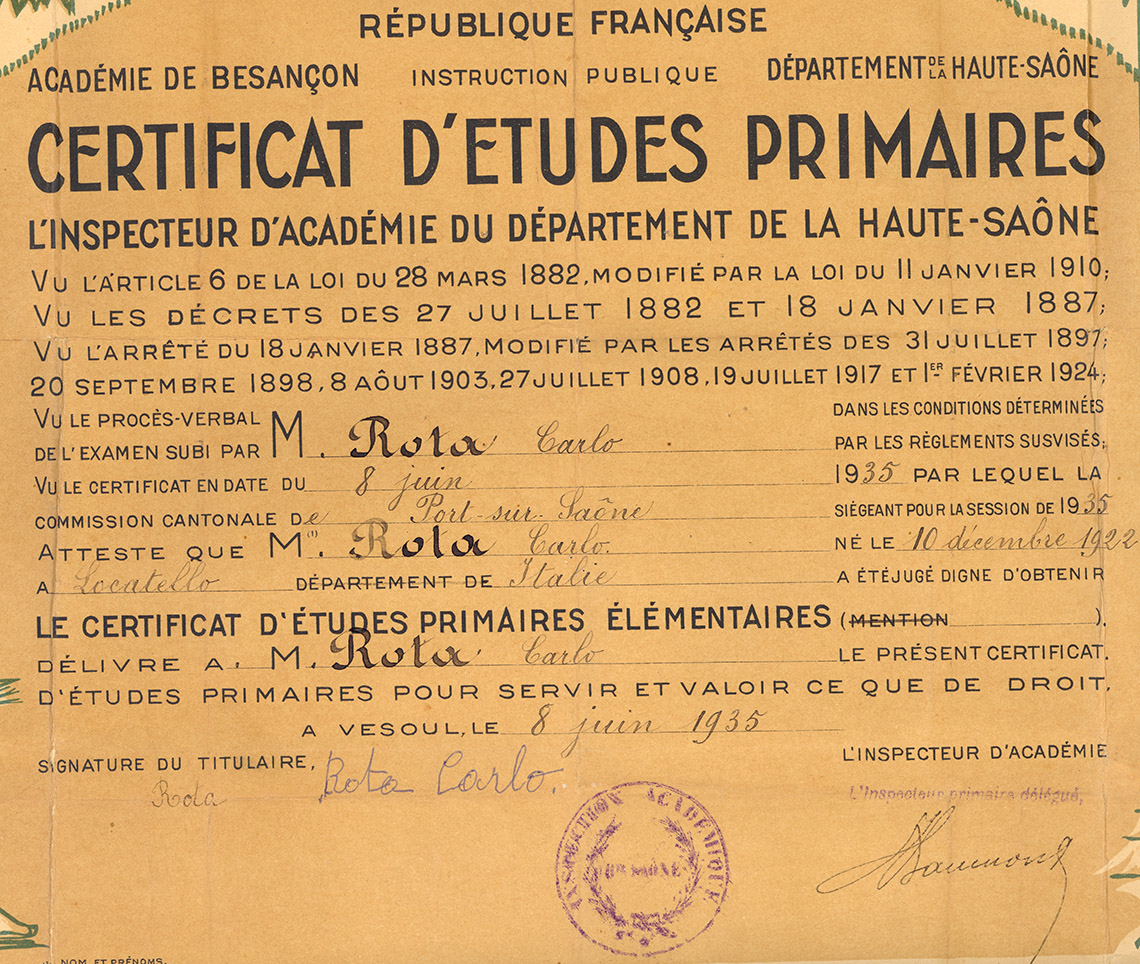 RÉPUBLIQUE FRANÇAISE
ACADÉMIE DE BESANÇON INSTRUCTION PUBLIQUE DÉPARTEMENT DE LA HAUTE-SAÔNE
CERTIFICAT D'ETUDES PRIMAIRES
L'INSPECTEUR D'ACADÉMIE DU DÉPARTEMENT DE LA HAUTE-SAÔNE
VU L'ARTICLE 6 DE LA LOI DU 28 MARS 1882, MODIFIÉ PAR LA LOI DU 11 JANVIER 1910;
VU LES DÉCRETS DES 27 JUILLET 1882 ET 18 JANVIER 1887;
VU L'ARRÊTÉ DU 18 JANVIER 1887, MODIFIÉ PAR LES ARRÊTÉS DES 31 JUILLET 1897;
20 SEPTEMBRE 1898, 8 AÔUT 1903, 27 JUILLET 1908, 19 JUILLET 1917 ET 1ER FÉVRIER 1924;
VU LE PROCÈS-VERBAL DANS LES CONDITIONS DÉTERMINÉES
DE L'EXAMEN SUBI PAR M. Rota Carlo PAR LES RÈGLEMENTS SUSVISÉS;
VU LE CERTIFICAT EN DATE DU 8 juin 1935 PAR LEQUEL LA
COMMISSION CANTONALE De Port-sur-Saône SIÉGEANT POUR LA SESSION DE 1935
ATTESTE QUE M(1). Rota Carlo. NÉ LE 10 décembre 1922
A Locatello DÉPARTEMENT DE Italie A ÉTÉ JUGÉ DIGNE D'OBTENIR
LE CERTIFICAT D'ÉTUDES PRIMAIRES ÉLÉMENTAIRES (MENTION ).
DÉLIVRE A. M. Rota Carlo LE PRÉSENT CERTIFICAT.
D'ÉTUDES PRIMAIRES POUR SERVIR ET VALOIR CE QUE DE DROIT.
A VESOUL, LE 8 juin 1935
SIGNATURE DU TITULAIRE, Rota Carlo. L'INSPECTEUR D'ACADÉMIE
Rota L'Inspecteur primaire délégué,
INSPECTION ACADÉMIQUE
Hte SAÔNE
NOM ET PRÉNOMS.